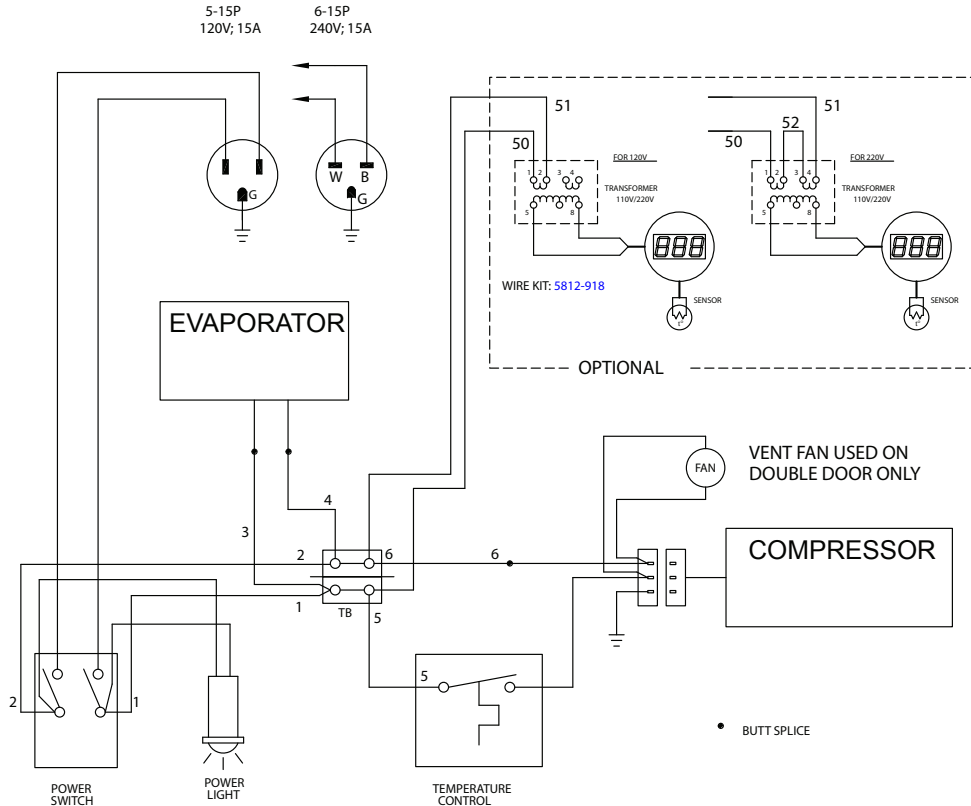 5-15P
120V; 15A
6-15P
240V; 15A
G
W
B
G
51
50
51
52
50
FOR 120V
1 2 3 4
TRANSFORMER
110V/220V
5 8
FOR 220V
1 2 3 4
TRANSFORMER
110V/220V
5 8
888
888
WIRE KIT: 5812-918
SENSOR
t°
SENSOR
t°
OPTIONAL
EVAPORATOR
FAN
VENT FAN USED ON
DOUBLE DOOR ONLY
4
3
2
6
6
COMPRESSOR
1
TB
5
5
2
1
BUTT SPLICE
POWER
SWITCH
POWER
LIGHT
TEMPERATURE
CONTROL